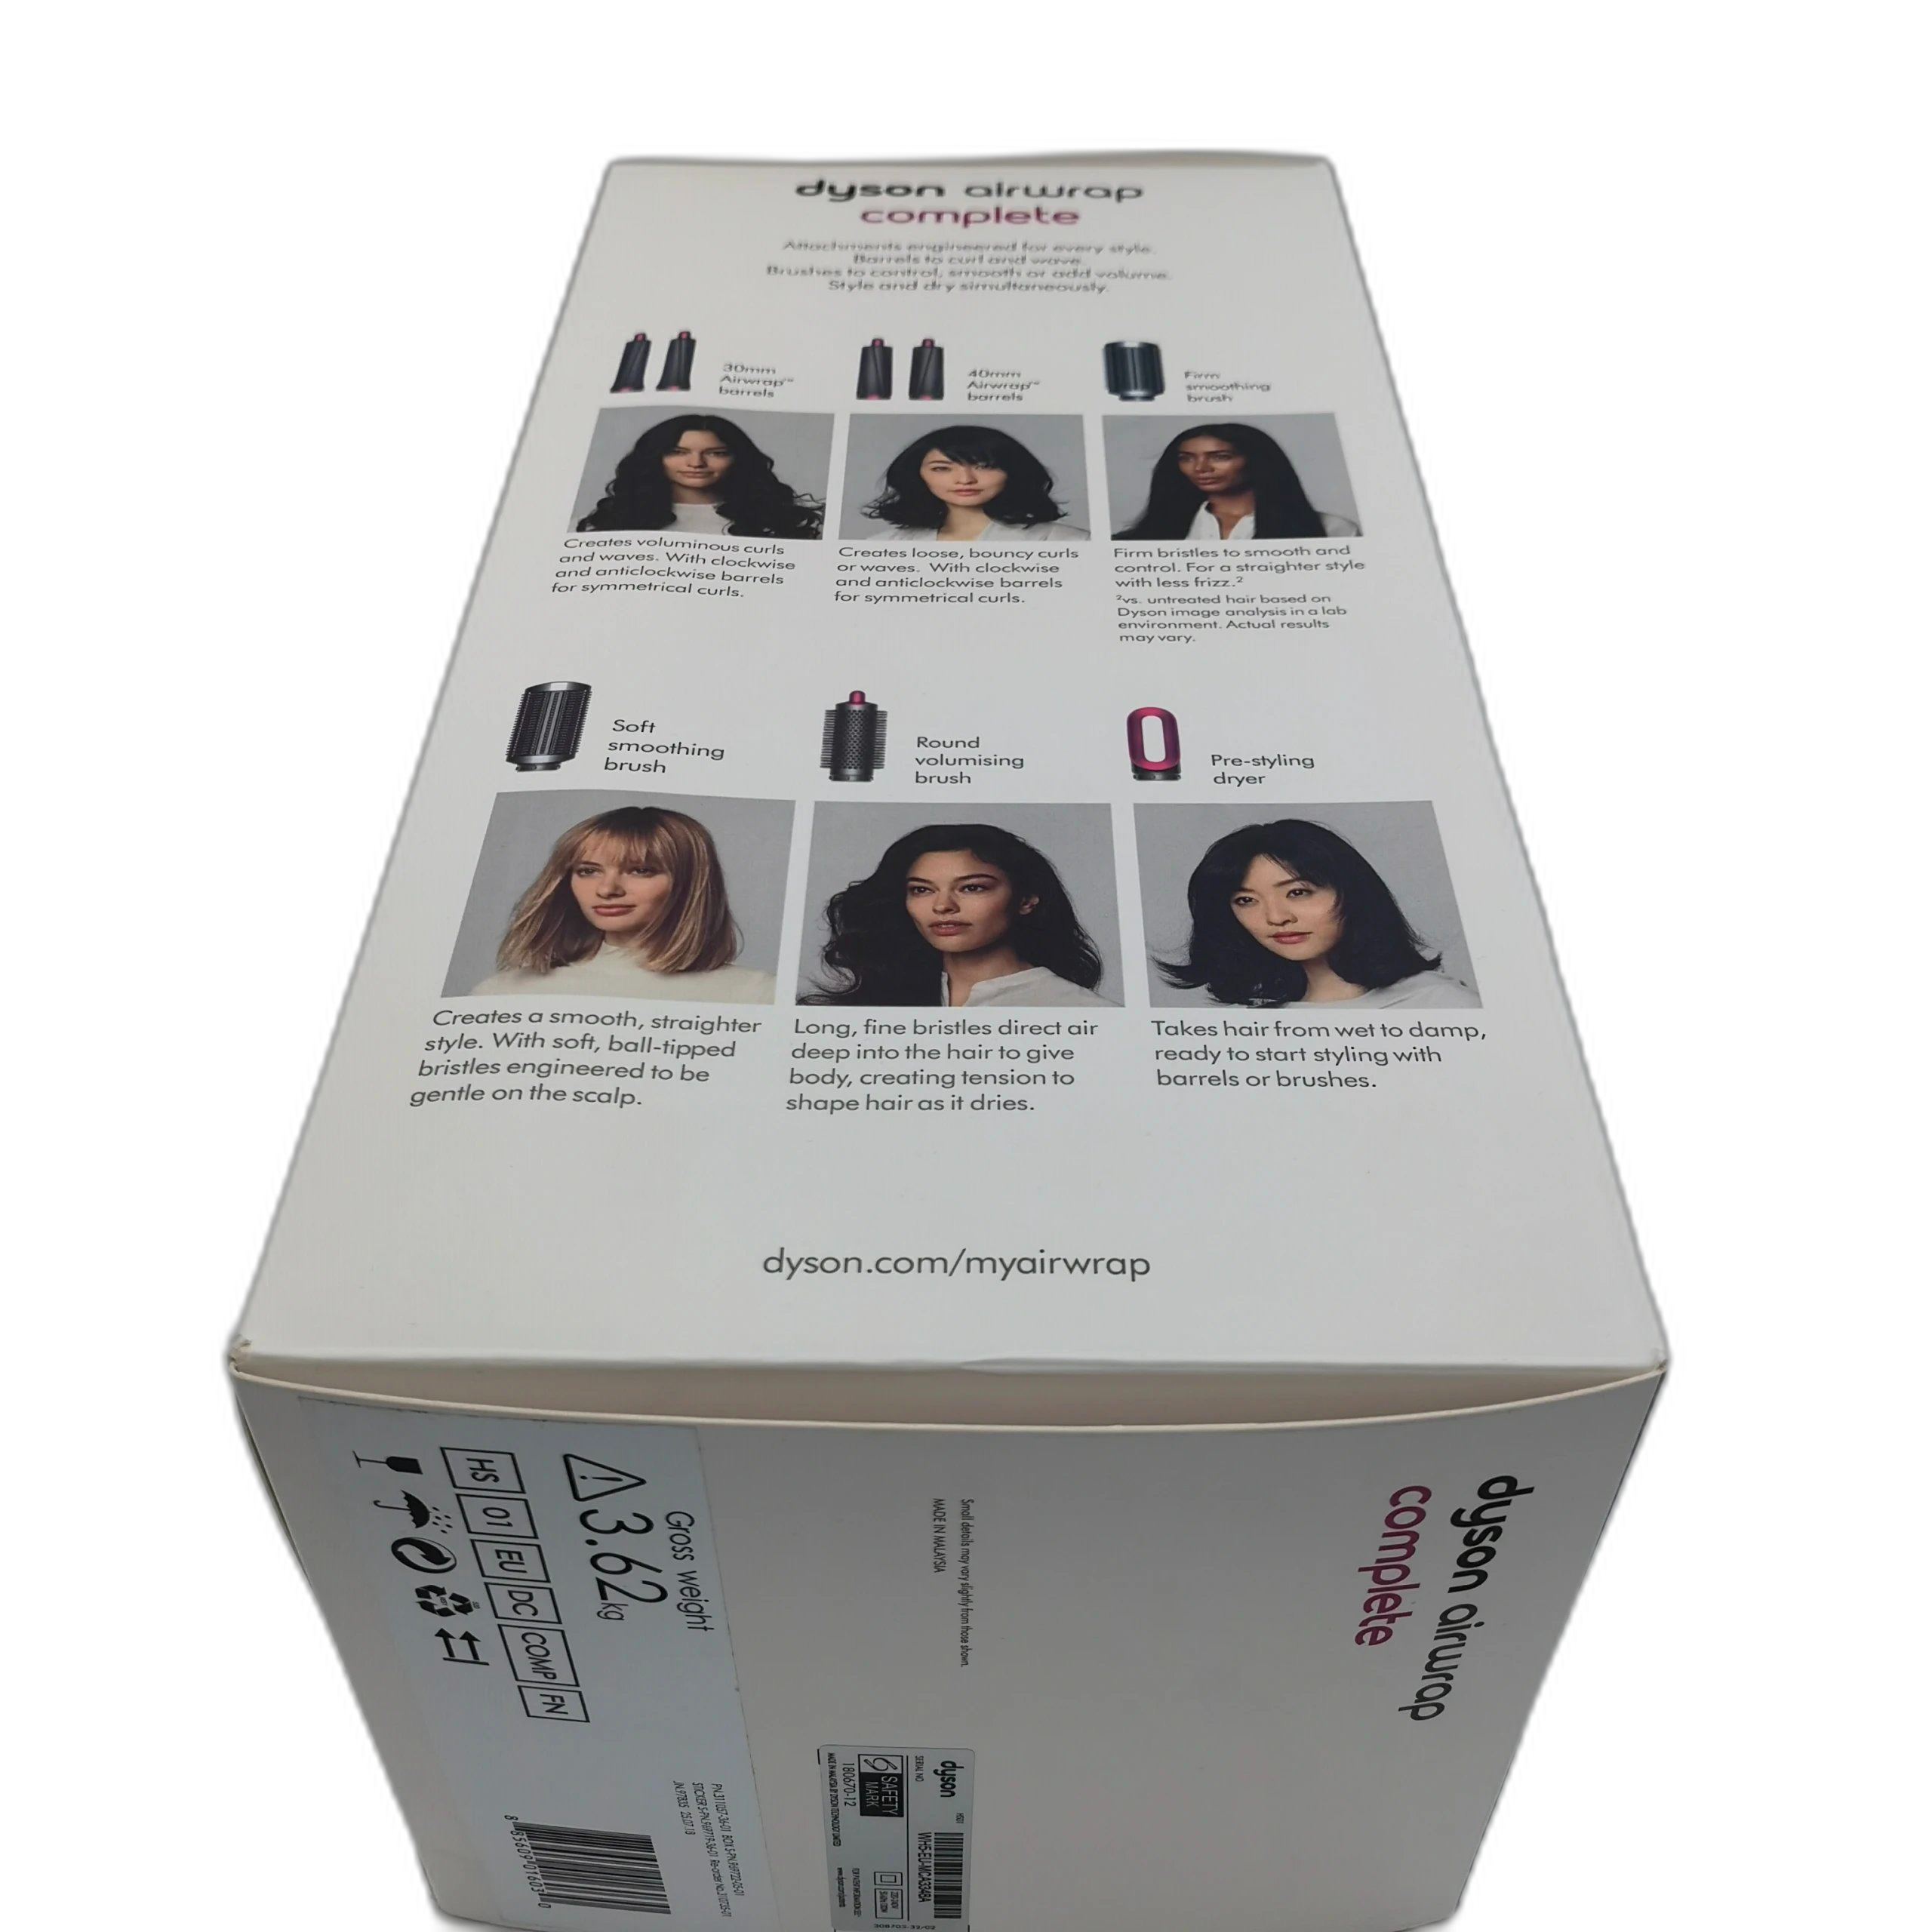 dyson airwrap
complete
Attachments engineered for every style.
Barrels to curl and wave.
Brushes to control, smooth or add volume.
Style and dry simultaneously.
30mm
Airwrap™
barrels
Creates voluminous curls
and waves. With clockwise
and anticlockwise barrels
for symmetrical curls.
40mm
Airwrap™
barrels
Creates loose, bouncy curls
or waves. With clockwise
and anticlockwise barrels
for symmetrical curls.
Firm
smoothing
brush
Firm bristles to smooth and
control. For a straighter style
with less frizz.²
²vs. untreated hair based on
Dyson image analysis in a lab
environment. Actual results
may vary.
Soft
smoothing
brush
Creates a smooth, straighter
style. With soft, ball-tipped
bristles engineered to be
gentle on the scalp.
Round
volumising
brush
Long, fine bristles direct air
deep into the hair to give
body, creating tension to
shape hair as it dries.
Pre-styling
dryer
Takes hair from wet to damp,
ready to start styling with
barrels or brushes.
dyson.com/myairwrap
dyson airwrap
complete
Small details may vary slightly from those shown.
MADE IN MALAYSIA
Gross weight
3.62kg
HS 01 EU DC COMP FN
dyson
HS01
SERIAL NO.
SAFETY
MARK
180670-12